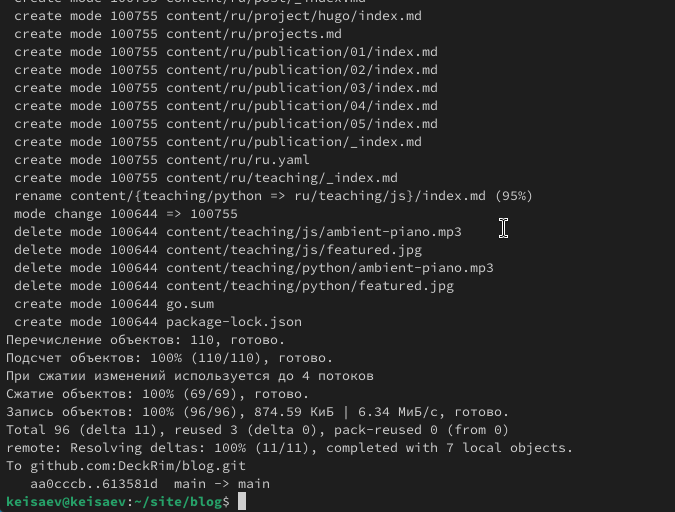 create mode 100755 content/ru/post/_index.md
create mode 100755 content/ru/project/hugo/index.md
create mode 100755 content/ru/projects.md
create mode 100755 content/ru/publication/01/index.md
create mode 100755 content/ru/publication/02/index.md
create mode 100755 content/ru/publication/03/index.md
create mode 100755 content/ru/publication/04/index.md
create mode 100755 content/ru/publication/05/index.md
create mode 100755 content/ru/publication/_index.md
create mode 100755 content/ru/ru.yaml
create mode 100755 content/ru/teaching/_index.md
rename content/{teaching/python => ru/teaching/js}/index.md (95%)
mode change 100644 => 100755
delete mode 100644 content/teaching/js/ambient-piano.mp3
delete mode 100644 content/teaching/js/featured.jpg
delete mode 100644 content/teaching/python/ambient-piano.mp3
delete mode 100644 content/teaching/python/featured.jpg
create mode 100644 go.sum
create mode 100644 package-lock.json
Перечисление объектов: 110, готово.
Подсчет объектов: 100% (110/110), готово.
При сжатии изменений используется до 4 потоков
Сжатие объектов: 100% (69/69), готово.
Запись объектов: 100% (96/96), 874.59 КиБ | 6.34 МиБ/с, готово.
Total 96 (delta 11), reused 3 (delta 0), pack-reused 0 (from 0)
remote: Resolving deltas: 100% (11/11), completed with 7 local objects.
To github.com:DeckRim/blog.git
aa0cccb..613581d  main -> main
keisaev@keisaev:~/site/blog$